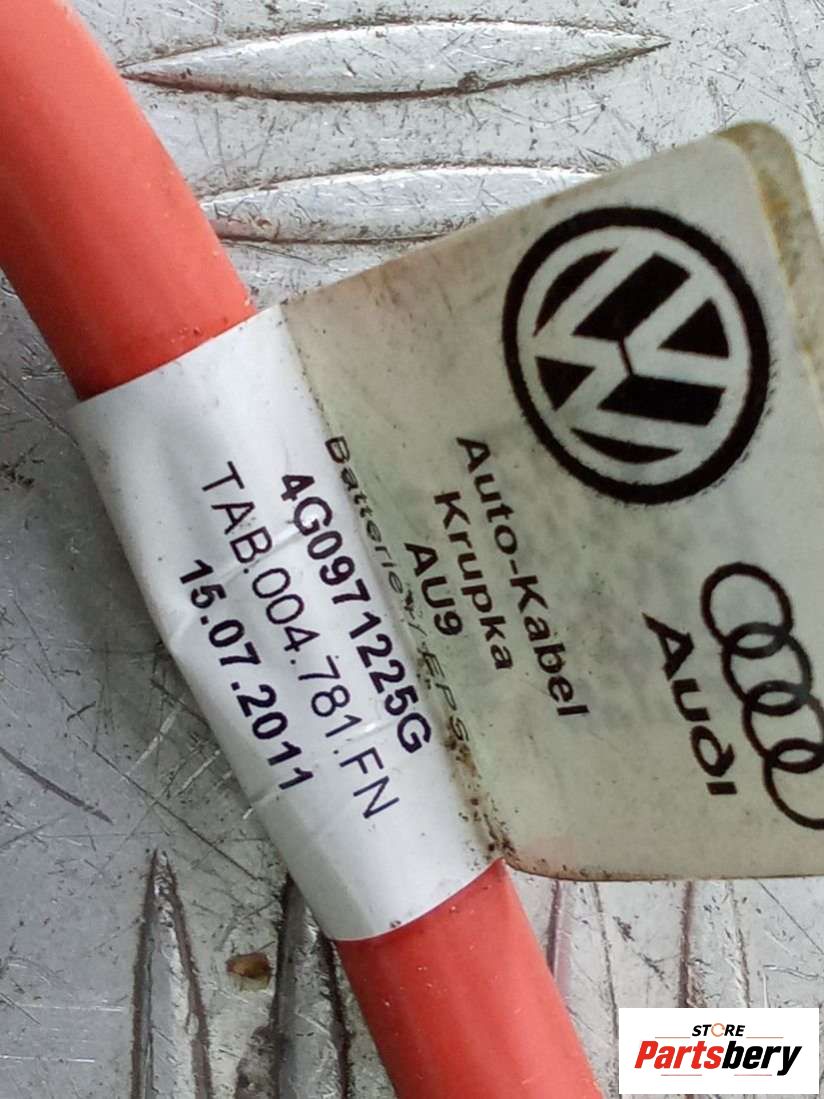 Auto-Kabel
Krupka
AU9
Audi
Batterie
EPS
4G0971225G
TAB.004.781.FN
15.07.2011
STORE
Partsbery